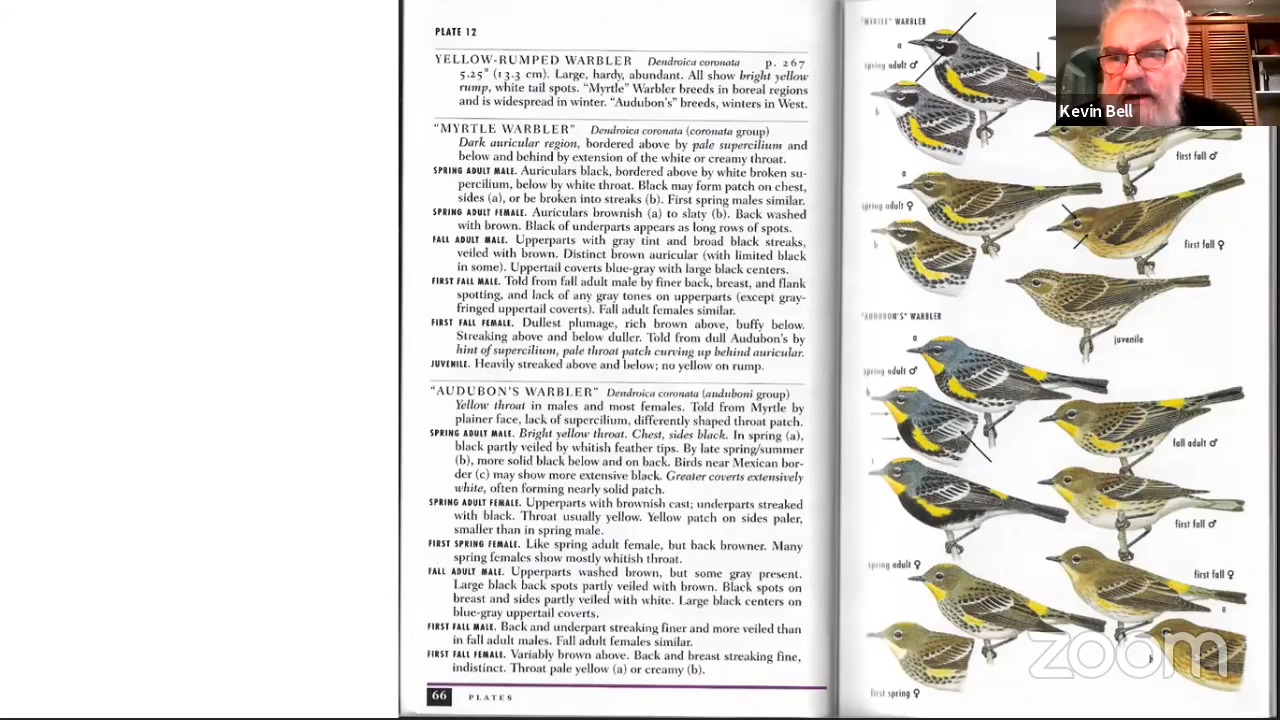 PLATE 12
YELLOW-RUMPED WARBLER Dendroica coronata p. 267
5.25" (13.3 cm). Large, hardy, abundant. All show bright yellow
rump, white tail spots. “Myrtle” Warbler breeds in boreal regions
and is widespread in winter. “Audubon's” breeds, winters in West.
“MYRTLE WARBLER” Dendroica coronata (coronata group)
Dark auricular region, bordered above by pale supercilium and
below and behind by extension of the white or creamy throat.
SPRING ADULT MALE. Auriculars black, bordered above by white broken su-
percilium, below by white throat. Black may form patch on chest,
sides (a), or be broken into streaks (b). First spring males similar.
SPRING ADULT FEMALE. Auriculars brownish (a) to slaty (b). Back washed
with brown. Black of underparts appears as long rows of spots.
FALL ADULT MALE. Upperparts with gray tint and broad black streaks,
veiled with brown. Distinct brown auricular (with limited black
in some). Uppertail coverts blue-gray with large black centers.
FIRST FALL MALE. Told from fall adult male by finer back, breast, and flank
spotting, and lack of any gray tones on upperparts (except gray-
fringed uppertail coverts). Fall adult females similar.
FIRST FALL FEMALE. Dullest plumage, rich brown above, buffy below.
Streaking above and below duller. Told from dull Audubon's by
hint of supercilium, pale throat patch curving up behind auricular.
JUVENILE. Heavily streaked above and below; no yellow on rump.
“AUDUBON'S WARBLER” Dendroica coronata (auduboni group)
Yellow throat in males and most females. Told from Myrtle by
plainer face, lack of supercilium, differently shaped throat patch.
SPRING ADULT MALE. Bright yellow throat. Chest, sides black. In spring (a),
black partly veiled by whitish feather tips. By late spring/summer
(b), more solid black below and on back. Birds near Mexican bor-
der (c) may show more extensive black. Greater coverts extensively
white, often forming nearly solid patch.
SPRING ADULT FEMALE. Upperparts with brownish cast; underparts streaked
with black. Throat usually yellow. Yellow patch on sides paler,
smaller than in spring male.
FIRST SPRING FEMALE. Like spring adult female, but back browner. Many
spring females show mostly whitish throat.
FALL ADULT MALE. Upperparts washed brown, but some gray present.
Large black back spots partly veiled with brown. Black spots on
breast and sides partly veiled with white. Large black centers on
blue-gray uppertail coverts.
FIRST FALL MALE. Back and underpart streaking finer and more veiled than
in fall adult males. Fall adult females similar.
FIRST FALL FEMALE. Variably brown above. Back and breast streaking fine,
indistinct. Throat pale yellow (a) or creamy (b).
66 PLATES
"MYRTLE" WARBLER
a
spring adult ♂
b
first fall ♂
a
spring adult ♀
b
first fall ♀
juvenile
"AUDUBON'S" WARBLER
a
spring adult ♂
b
fall adult ♂
c
first fall ♂
spring adult ♀
first fall ♀
a
b
first spring ♀
Kevin Bell
zoom